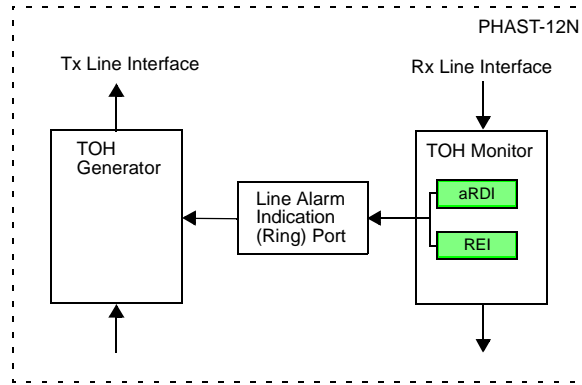 PHAST-12N
Tx Line Interface
Rx Line Interface
TOH
Generator
TOH Monitor
aRDI
Line Alarm
Indication
(Ring) Port
REI